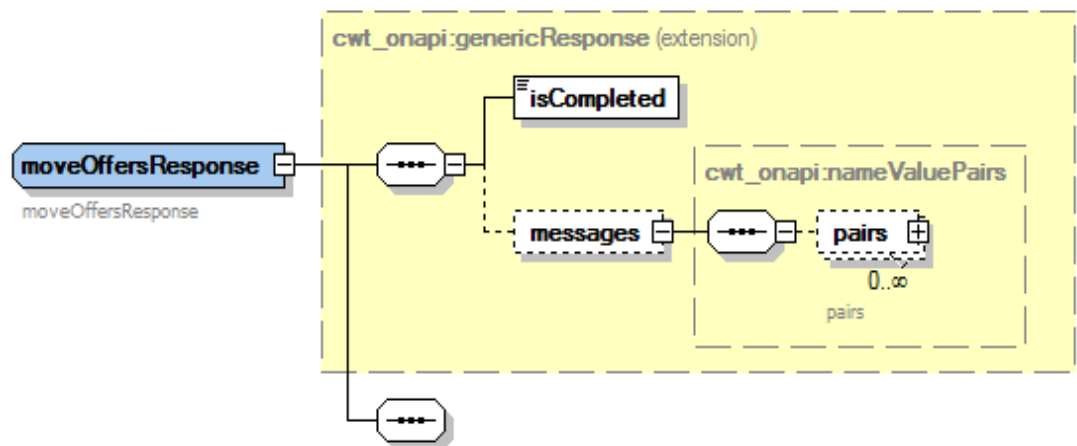 cwt_onapi:genericResponse (extension)
isCompleted
moveOffersResponse
moveOffersResponse
cwt_onapi:nameValuePairs
messages
pairs
0..∞
pairs